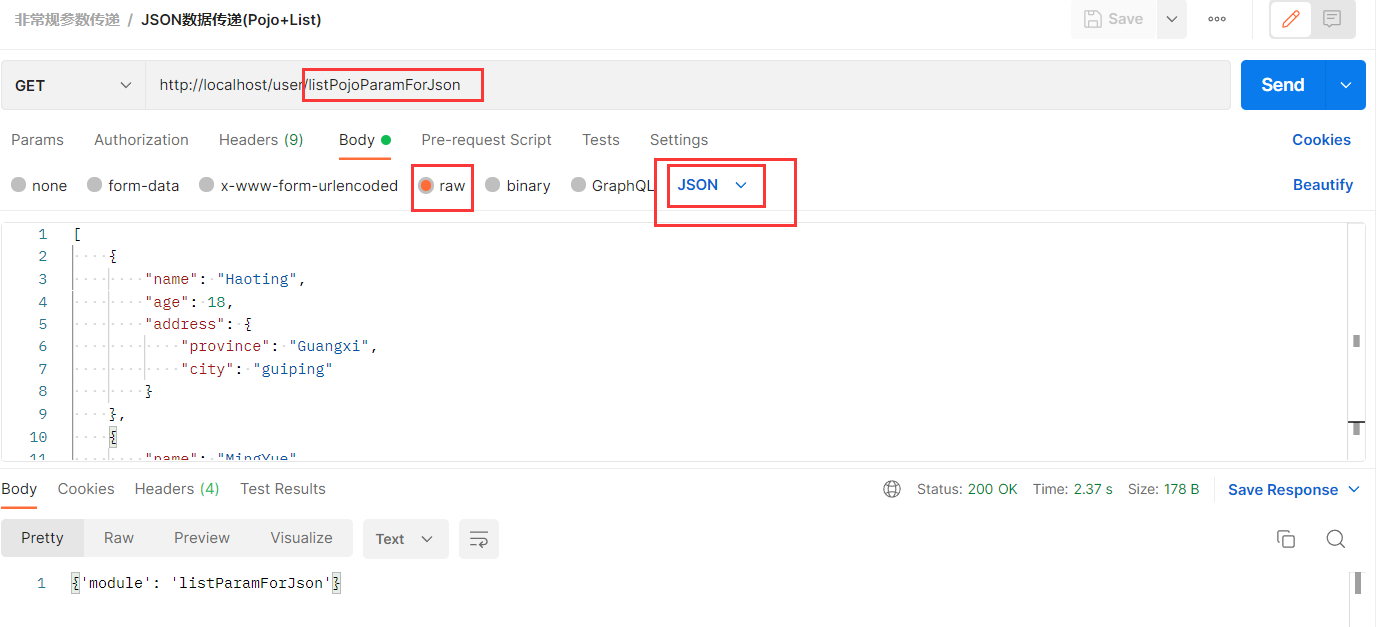 非常规参数传递 / JSON数据传递(Pojo+List)
Save
GET http://localhost/user/listPojoParamForJson Send
Params Authorization Headers (9) Body Pre-request Script Tests Settings Cookies
none form-data x-www-form-urlencoded raw binary GraphQL JSON Beautify
1 [
2 {
3 "name": "Haoting",
4 "age": 18,
5 "address": {
6 "province": "Guangxi",
7 "city": "guiping"
8 }
9 },
10 {
11 "name": "MingYue"
Body Cookies Headers (4) Test Results Status: 200 OK Time: 2.37 s Size: 178 B Save Response
Pretty Raw Preview Visualize Text
1 {'module': 'listParamForJson'}